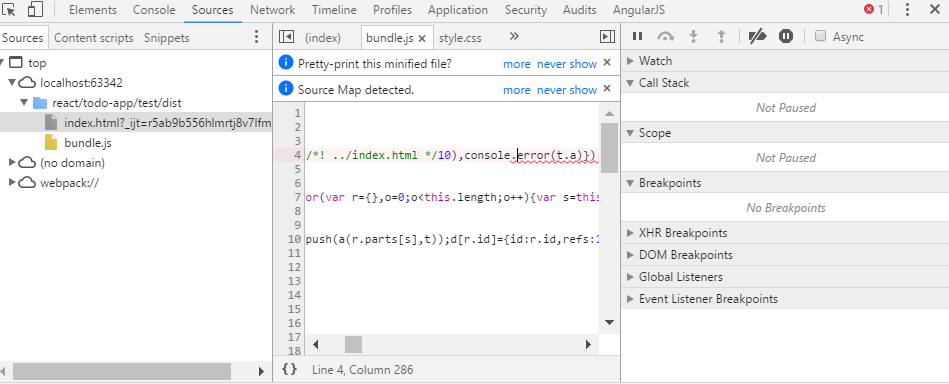 Elements Console Sources Network Timeline Profiles Application Security Audits AngularJS 1
Sources Content scripts Snippets
(index) bundle.js style.css
Async
top
localhost:63342
react/todo-app/test/dist
index.html?_ijt=r5ab9b556hlmrtj8v7lfm
bundle.js
(no domain)
webpack://
Pretty-print this minified file? more never show
Source Map detected. more never show
1
2
3
4 /*! ../index.html */10),console.error(t.a)})
5
6
7 or(var r={},o=0;o<this.length;o++){var s=this
8
9
10 push(a(r.parts[s],t));d[r.id]={id:r.id,refs:1
11
12
13
14
15
16
17
18
{} Line 4, Column 286
Watch
Call Stack
Not Paused
Scope
Not Paused
Breakpoints
No Breakpoints
XHR Breakpoints
DOM Breakpoints
Global Listeners
Event Listener Breakpoints